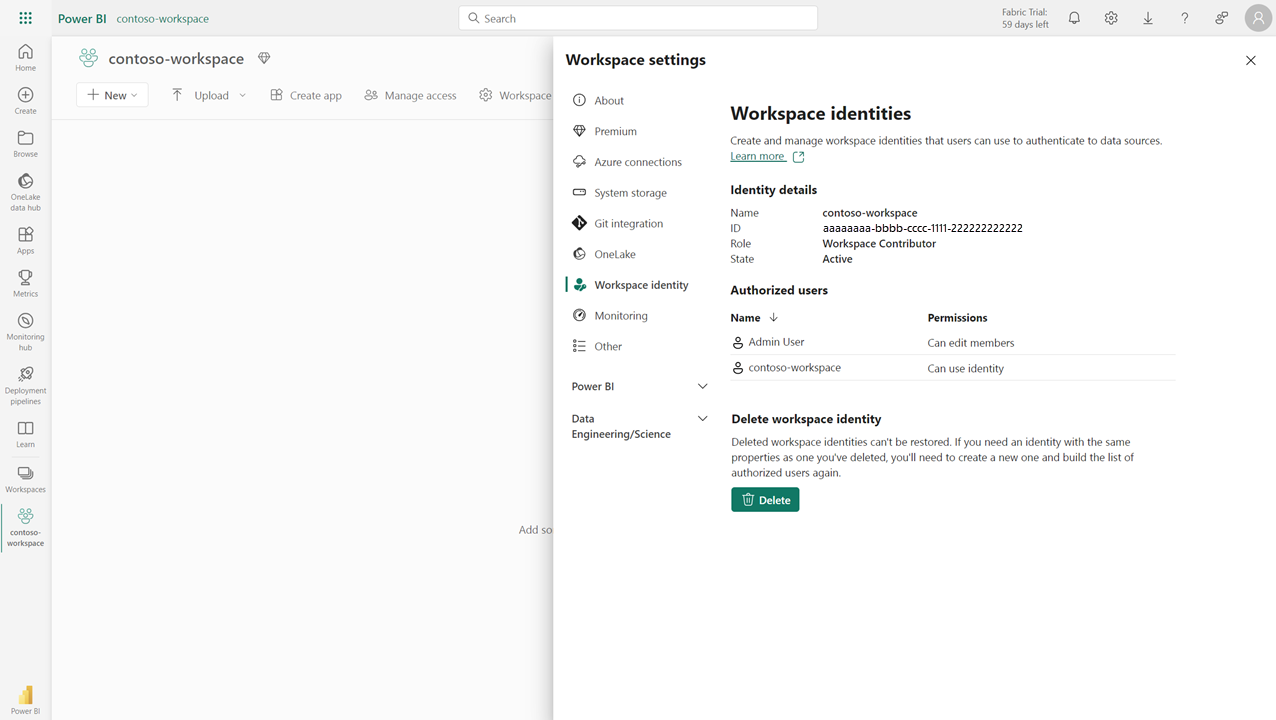 Power BI contoso-workspace
Search
Fabric Trial:
59 days left
Home
Create
Browse
OneLake
data hub
Apps
Metrics
Monitoring
hub
Deployment
pipelines
Learn
Workspaces
contoso-
workspace
Power BI
contoso-workspace
New
Upload
Create app
Manage access
Workspace
Add so
Workspace settings
About
Premium
Azure connections
System storage
Git integration
OneLake
Workspace identity
Monitoring
Other
Power BI
Data
Engineering/Science
Workspace identities
Create and manage workspace identities that users can use to authenticate to data sources.
Learn more
Identity details
Name contoso-workspace
ID aaaaaaaa-bbbb-cccc-1111-222222222222
Role Workspace Contributor
State Active
Authorized users
Name Permissions
Admin User Can edit members
contoso-workspace Can use identity
Delete workspace identity
Deleted workspace identities can't be restored. If you need an identity with the same
properties as one you've deleted, you'll need to create a new one and build the list of
authorized users again.
Delete